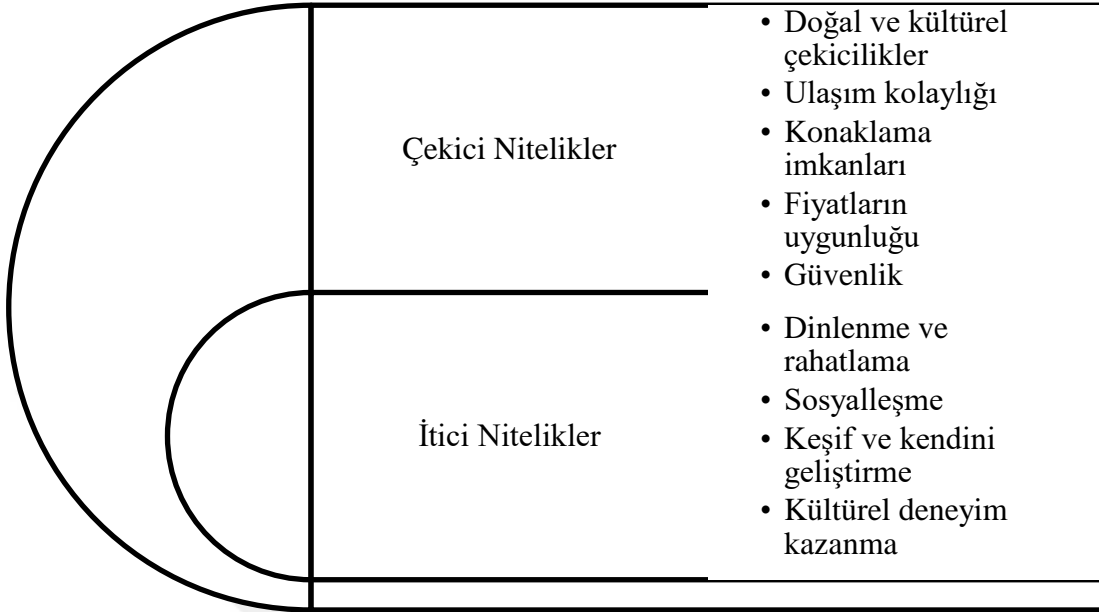 Çekici Nitelikler
• Doğal ve kültürel
çekicilikler
• Ulaşım kolaylığı
• Konaklama
imkanları
• Fiyatların
uygunluğu
• Güvenlik
İtici Nitelikler
• Dinlenme ve
rahatlama
• Sosyalleşme
• Keşif ve kendini
geliştirme
• Kültürel deneyim
kazanma